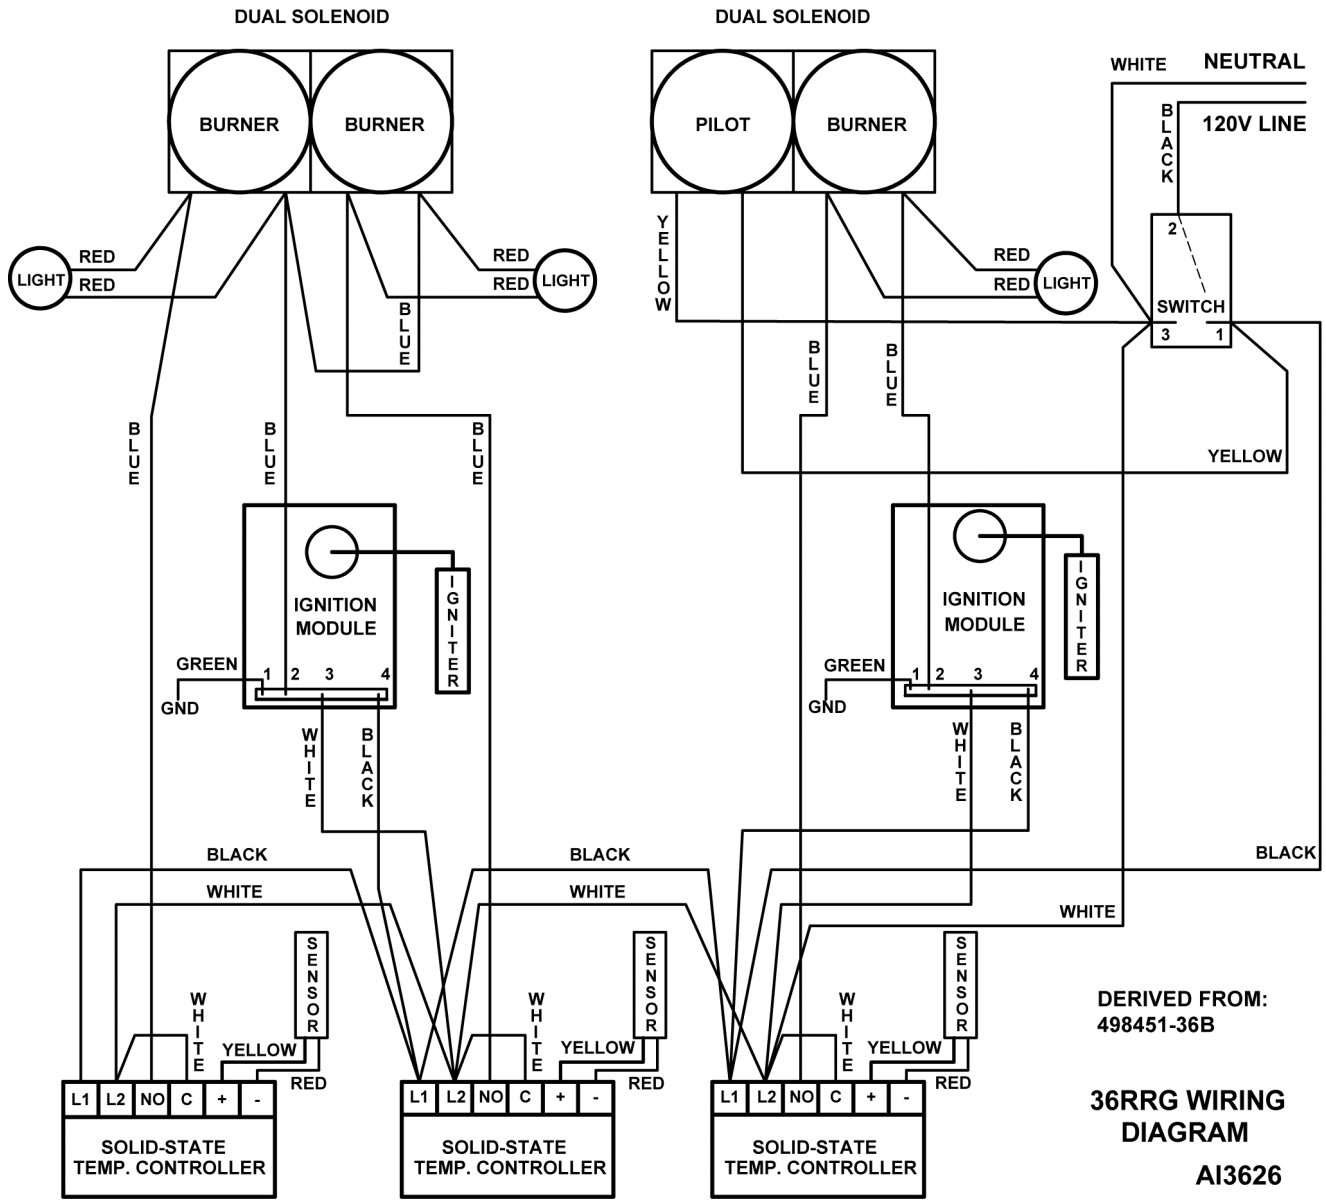 DUAL SOLENOID
DUAL SOLENOID
WHITE
NEUTRAL
BLACK
120V LINE
BURNER
BURNER
PILOT
BURNER
YELLOW
2
SWITCH
3
1
RED
RED
LIGHT
RED
RED
LIGHT
RED
RED
LIGHT
BLUE
BLUE
BLUE
BLUE
BLUE
BLUE
YELLOW
IGNITION
MODULE
IGNITER
IGNITION
MODULE
IGNITER
GREEN
1
2
3
4
GND
GREEN
1
2
3
4
GND
WHITE
BLACK
WHITE
BLACK
BLACK
BLACK
BLACK
WHITE
WHITE
WHITE
SENSOR
SENSOR
SENSOR
WHITE
WHITE
WHITE
YELLOW
YELLOW
YELLOW
RED
RED
RED
L1 L2 NO C + -
SOLID-STATE
TEMP. CONTROLLER
L1 L2 NO C + -
SOLID-STATE
TEMP. CONTROLLER
L1 L2 NO C + -
SOLID-STATE
TEMP. CONTROLLER
DERIVED FROM:
498451-36B
36RRG WIRING
DIAGRAM
AI3626